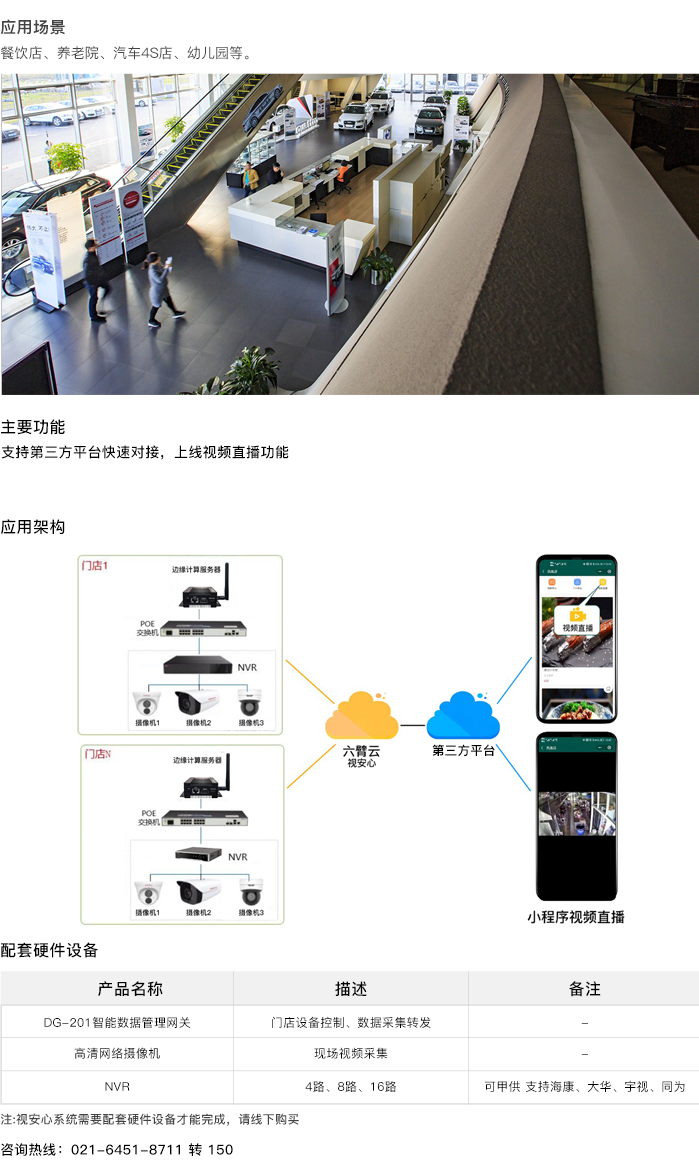 应用场景
餐饮店、养老院、汽车4S店、幼儿园等。
主要功能
支持第三方平台快速对接，上线视频直播功能
应用架构
门店1
边缘计算服务器
POE
交换机
NVR
摄像机1 摄像机2 摄像机3
门店N
边缘计算服务器
POE
交换机
NVR
摄像机1 摄像机2 摄像机3
六臂云
视安心
第三方平台
视频直播
小程序视频直播
配套硬件设备
产品名称 描述 备注
DG-201智能数据管理网关 门店设备控制、数据采集转发 -
高清网络摄像机 现场视频采集 -
NVR 4路、8路、16路 可甲供 支持海康、大华、宇视、同为
注:视安心系统需要配套硬件设备才能完成，请线下购买
咨询热线：021-6451-8711 转 150